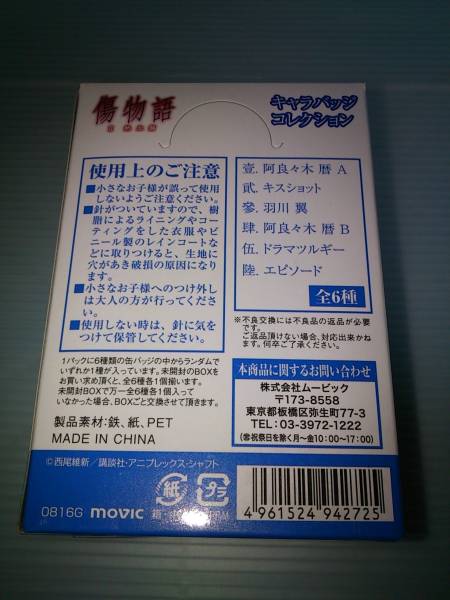 傷物語
キャラバッジ
コレクション
使用上のご注意
■小さなお子様が誤って使用
しないようご注意ください。
■針がついていますので、樹
脂によるライニングやコー
ティングをした衣服やビ
ニール製のレインコートな
どに取りつけると、生地に
穴があき破損の原因になり
ます。
■小さなお子様へのつけ外し
は大人の方が行ってくださ
い。
■使用しない時は、針に気を
つけて保管してください。
壹. 阿良々木 暦 A
貳. キスショット
參. 羽川 翼
肆. 阿良々木 暦 B
伍. ドラマツルギー
陸. エピソード
全6種
※不良交換には不良品の返品が必要
です。
ご返品頂けない場合、対応出来かね
ます。何卒ご了承ください。
1パックに6種類の缶バッジの中からランダムで
いずれか1種が入っています。未開封のBOXを
お買い求め頂くと、全6種各1個揃います。
未開封BOXで万一全6種各1個入って
いなかった場合、BOXごと交換させて頂きます。
製品素材:鉄、紙、PET
MADE IN CHINA
本商品に関するお問い合わせ
株式会社ムービック
〒173-8558
東京都板橋区弥生町77-3
TEL:03-3972-1222
(祝祭日を除く月〜金10:00〜17:00)
©西尾維新/講談社・アニプレックス・シャフト
0816G movic
紙
プラ
4 961524 942725